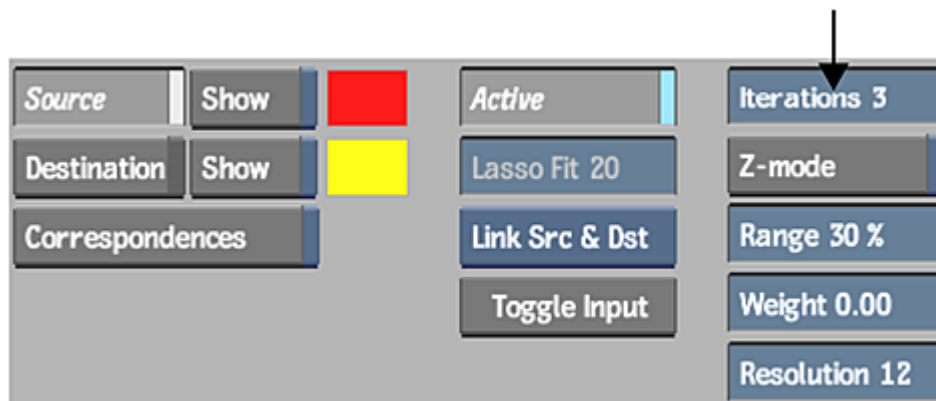 Source Show Active Iterations 3
Destination Show Lasso Fit 20 Z-mode
Correspondences Link Src & Dst Range 30 %
Toggle Input Weight 0.00
Resolution 12